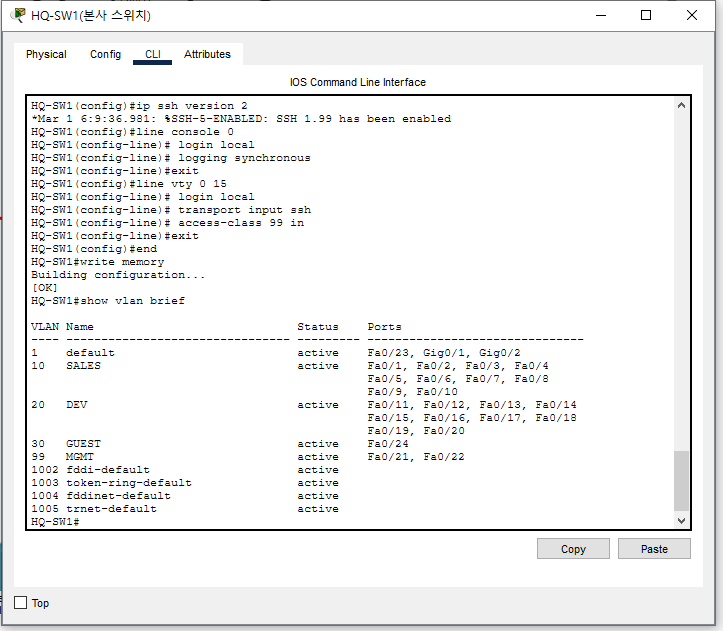 HQ-SW1(본사 스위치)
Physical Config CLI Attributes
IOS Command Line Interface
HQ-SW1(config)#ip ssh version 2
*Mar 1 6:9:36.981: %SSH-5-ENABLED: SSH 1.99 has been enabled
HQ-SW1(config)#line console 0
HQ-SW1(config-line)# login local
HQ-SW1(config-line)# logging synchronous
HQ-SW1(config-line)#exit
HQ-SW1(config)#line vty 0 15
HQ-SW1(config-line)# login local
HQ-SW1(config-line)# transport input ssh
HQ-SW1(config-line)# access-class 99 in
HQ-SW1(config-line)#exit
HQ-SW1(config)#end
HQ-SW1#write memory
Building configuration...
[OK]
HQ-SW1#show vlan brief
VLAN Name                             Status    Ports
---- -------------------------------- --------- -------------------------------
1    default                          active    Fa0/23, Gig0/1, Gig0/2
10   SALES                            active    Fa0/1, Fa0/2, Fa0/3, Fa0/4
                                                Fa0/5, Fa0/6, Fa0/7, Fa0/8
                                                Fa0/9, Fa0/10
20   DEV                              active    Fa0/11, Fa0/12, Fa0/13, Fa0/14
                                                Fa0/15, Fa0/16, Fa0/17, Fa0/18
                                                Fa0/19, Fa0/20
30   GUEST                            active    Fa0/24
99   MGMT                             active    Fa0/21, Fa0/22
1002 fddi-default                     active
1003 token-ring-default               active
1004 fddinet-default                  active
1005 trnet-default                    active
HQ-SW1#
Copy Paste
Top